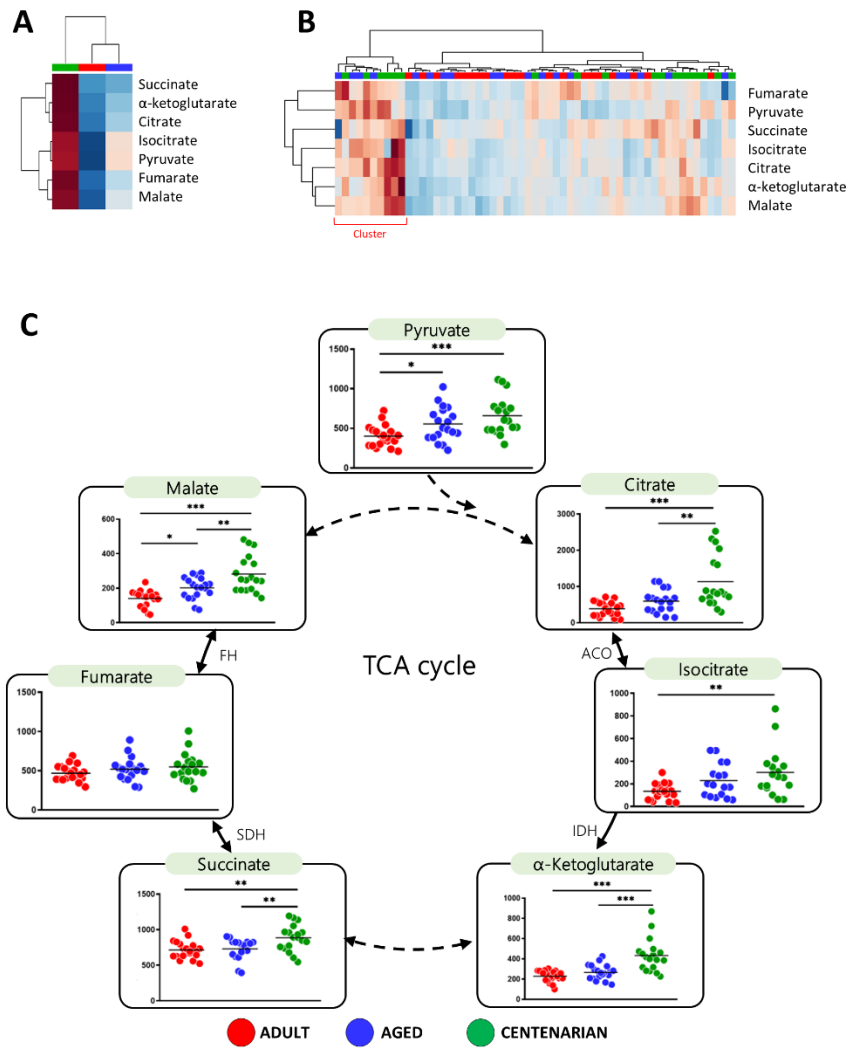 A
Succinate
α-ketoglutarate
Citrate
Isocitrate
Pyruvate
Fumarate
Malate
B
Fumarate
Pyruvate
Succinate
Isocitrate
Citrate
α-ketoglutarate
Malate
Cluster
C
Pyruvate
1500
1000
500
0
***
*
Malate
600
400
200
0
***
*
**
Citrate
3000
2000
1000
0
***
**
FH
TCA cycle
ACO
Fumarate
1500
1000
500
0
Isocitrate
1000
800
600
400
200
0
**
SDH
IDH
Succinate
1500
1000
500
0
**
**
α-Ketoglutarate
1000
800
600
400
200
0
***
***
ADULT
AGED
CENTENARIAN